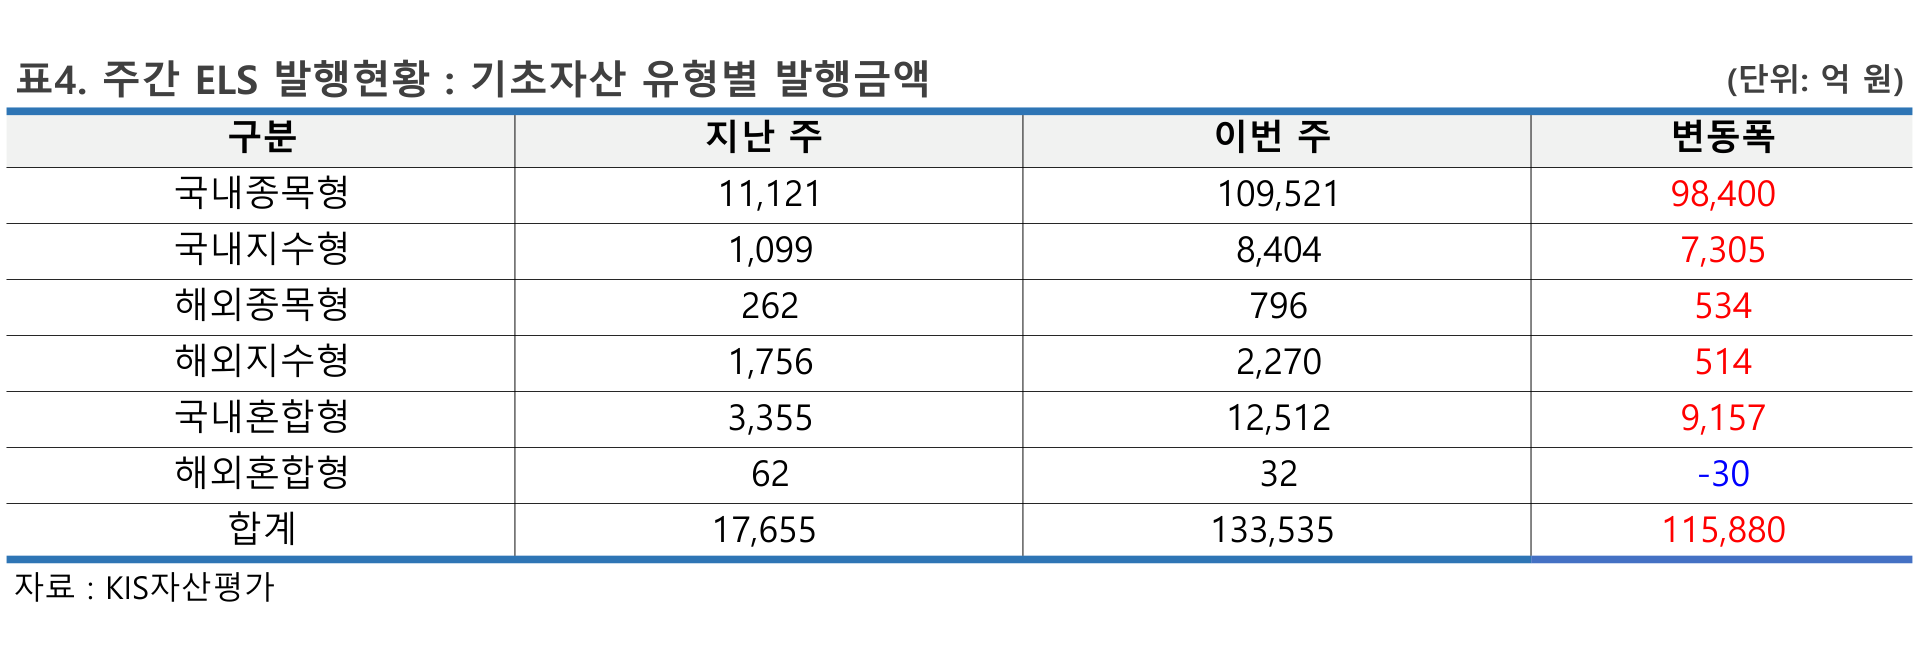 표4. 주간 ELS 발행현황 : 기초자산 유형별 발행금액 (단위: 억 원)
구분 지난 주 이번 주 변동폭
국내종목형 11,121 109,521 98,400
국내지수형 1,099 8,404 7,305
해외종목형 262 796 534
해외지수형 1,756 2,270 514
국내혼합형 3,355 12,512 9,157
해외혼합형 62 32 -30
합계 17,655 133,535 115,880
자료 : KIS자산평가